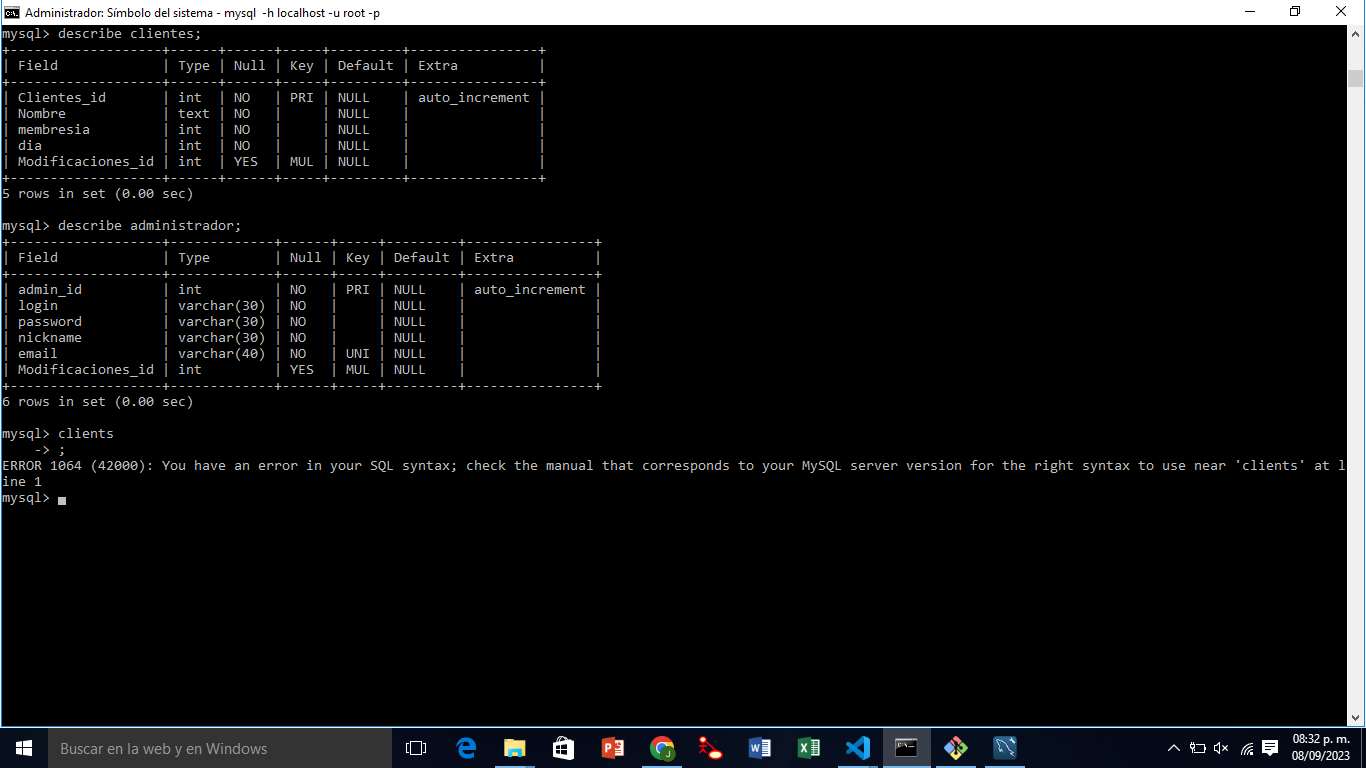 Administrador: Símbolo del sistema - mysql  -h localhost -u root -p
mysql> describe clientes;
+------------------+------+------+-----+---------+----------------+
| Field            | Type | Null | Key | Default | Extra          |
+------------------+------+------+-----+---------+----------------+
| Clientes_id      | int  | NO   | PRI | NULL    | auto_increment |
| Nombre           | text | NO   |     | NULL    |                |
| membresia        | int  | NO   |     | NULL    |                |
| dia              | int  | NO   |     | NULL    |                |
| Modificaciones_id | int  | YES  | MUL | NULL    |                |
+------------------+------+------+-----+---------+----------------+
5 rows in set (0.00 sec)
mysql> describe administrador;
+-------------------+-------------+------+-----+---------+----------------+
| Field             | Type        | Null | Key | Default | Extra          |
+-------------------+-------------+------+-----+---------+----------------+
| admin_id          | int         | NO   | PRI | NULL    | auto_increment |
| login             | varchar(30) | NO   |     | NULL    |                |
| password          | varchar(30) | NO   |     | NULL    |                |
| nickname          | varchar(30) | NO   |     | NULL    |                |
| email             | varchar(40) | NO   | UNI | NULL    |                |
| Modificaciones_id | int         | YES  | MUL | NULL    |                |
+-------------------+-------------+------+-----+---------+----------------+
6 rows in set (0.00 sec)
mysql> clients
    -> ;
ERROR 1064 (42000): You have an error in your SQL syntax; check the manual that corresponds to your MySQL server version for the right syntax to use near 'clients' at l
ine 1
mysql>
Buscar en la web y en Windows
08:32 p. m.
08/09/2023